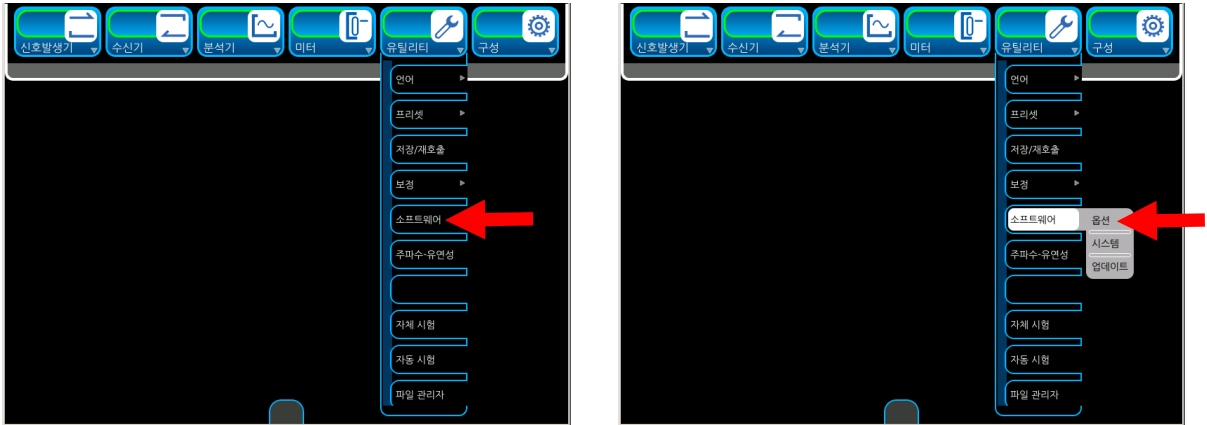 신호발생기 수신기 분석기 미터 유틸리티 구성
언어
프리셋
저장/재호출
보정
소프트웨어
주파수-유연성
자체 시험
자동 시험
파일 관리자
신호발생기 수신기 분석기 미터 유틸리티 구성
언어
프리셋
저장/재호출
보정
소프트웨어 옵션
시스템
주파수-유연성
업데이트
자체 시험
자동 시험
파일 관리자